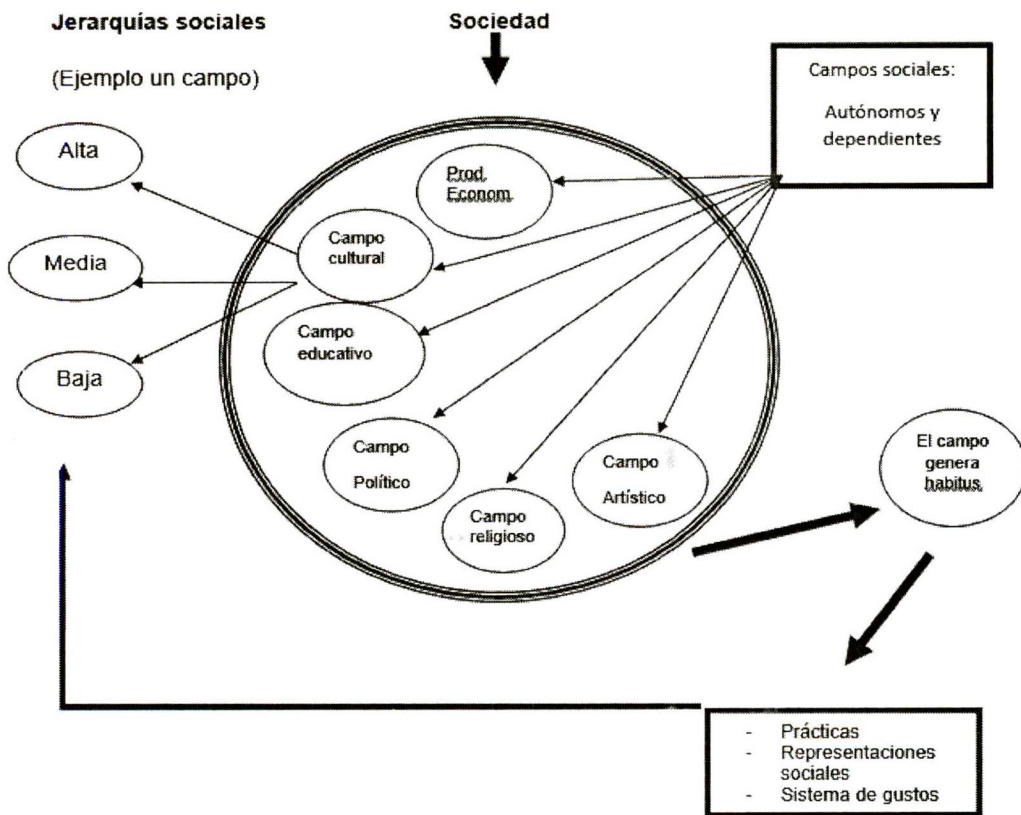 Jerarquías sociales
Sociedad
(Ejemplo un campo)
Campos sociales:
Autónomos y
dependientes
Alta
Media
Baja
Prod.
Econom.
Campo
cultural
Campo
educativo
Campo
Político
Campo
religioso
Campo
Artístico
El campo
genera
habitus
- Prácticas
- Representaciones
sociales
- Sistema de gustos